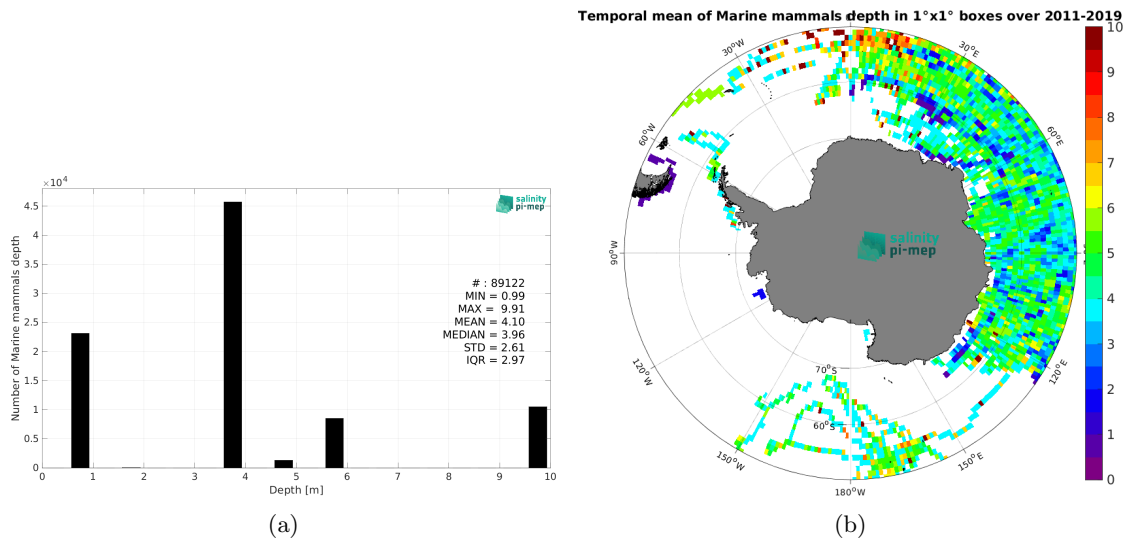 ×10⁴
4.5
4
3.5
3
2.5
2
1.5
1
0.5
0
Number of Marine mammals depth
0 1 2 3 4 5 6 7 8 9 10
Depth [m]
salinity
pi-mep
# : 89122
MIN = 0.99
MAX = 9.91
MEAN = 4.10
MEDIAN = 3.96
STD = 2.61
IQR = 2.97
(a)
Temporal mean of Marine mammals depth in 1°x1° boxes over 2011-2019
30°W
30°E
60°W
60°E
90°W
120°W
120°E
150°W
150°E
180°W
70°S
60°S
salinity
pi-mep
10
9
8
7
6
5
4
3
2
1
0
(b)